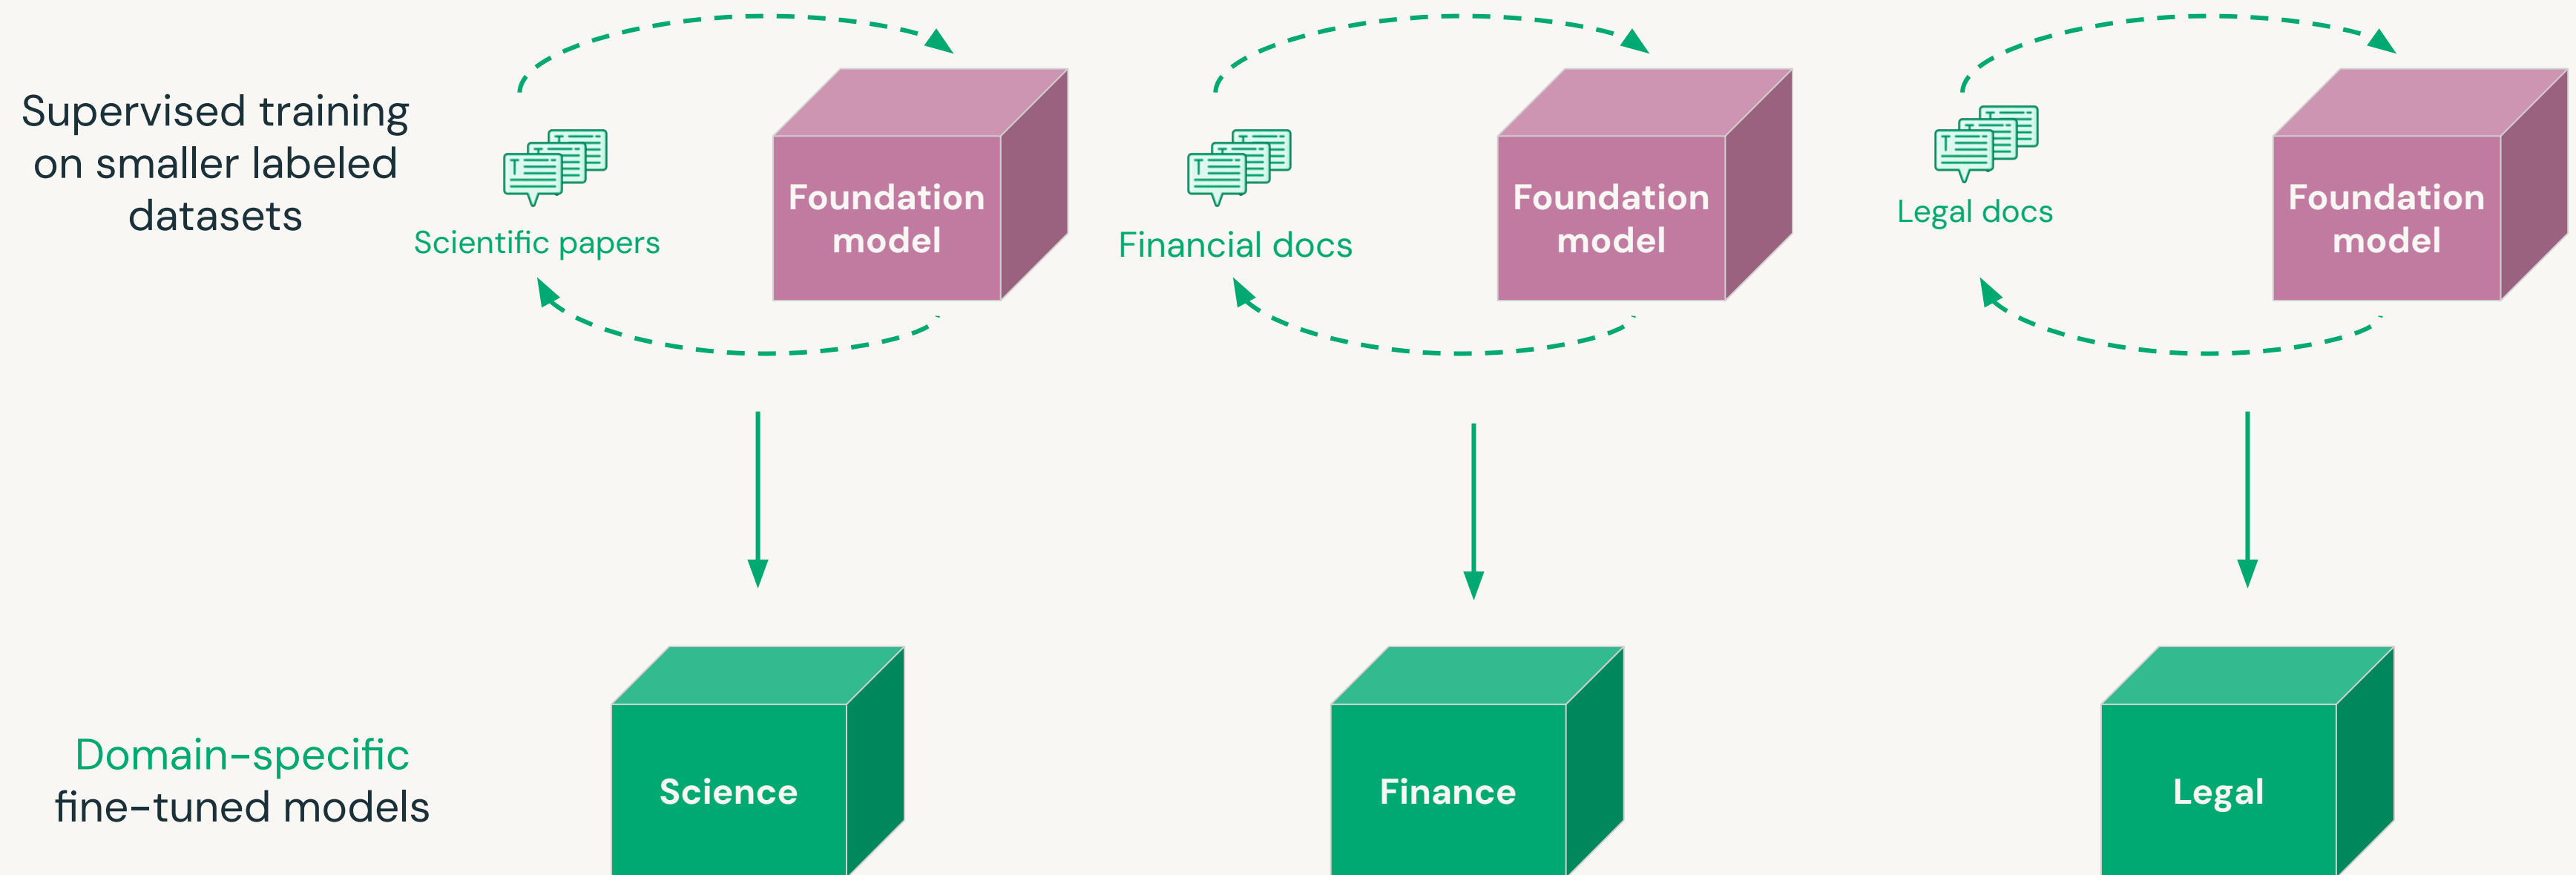 Supervised training
on smaller labeled
datasets
Scientific papers
Foundation
model
Financial docs
Foundation
model
Legal docs
Foundation
model
Domain-specific
fine-tuned models
Science
Finance
Legal